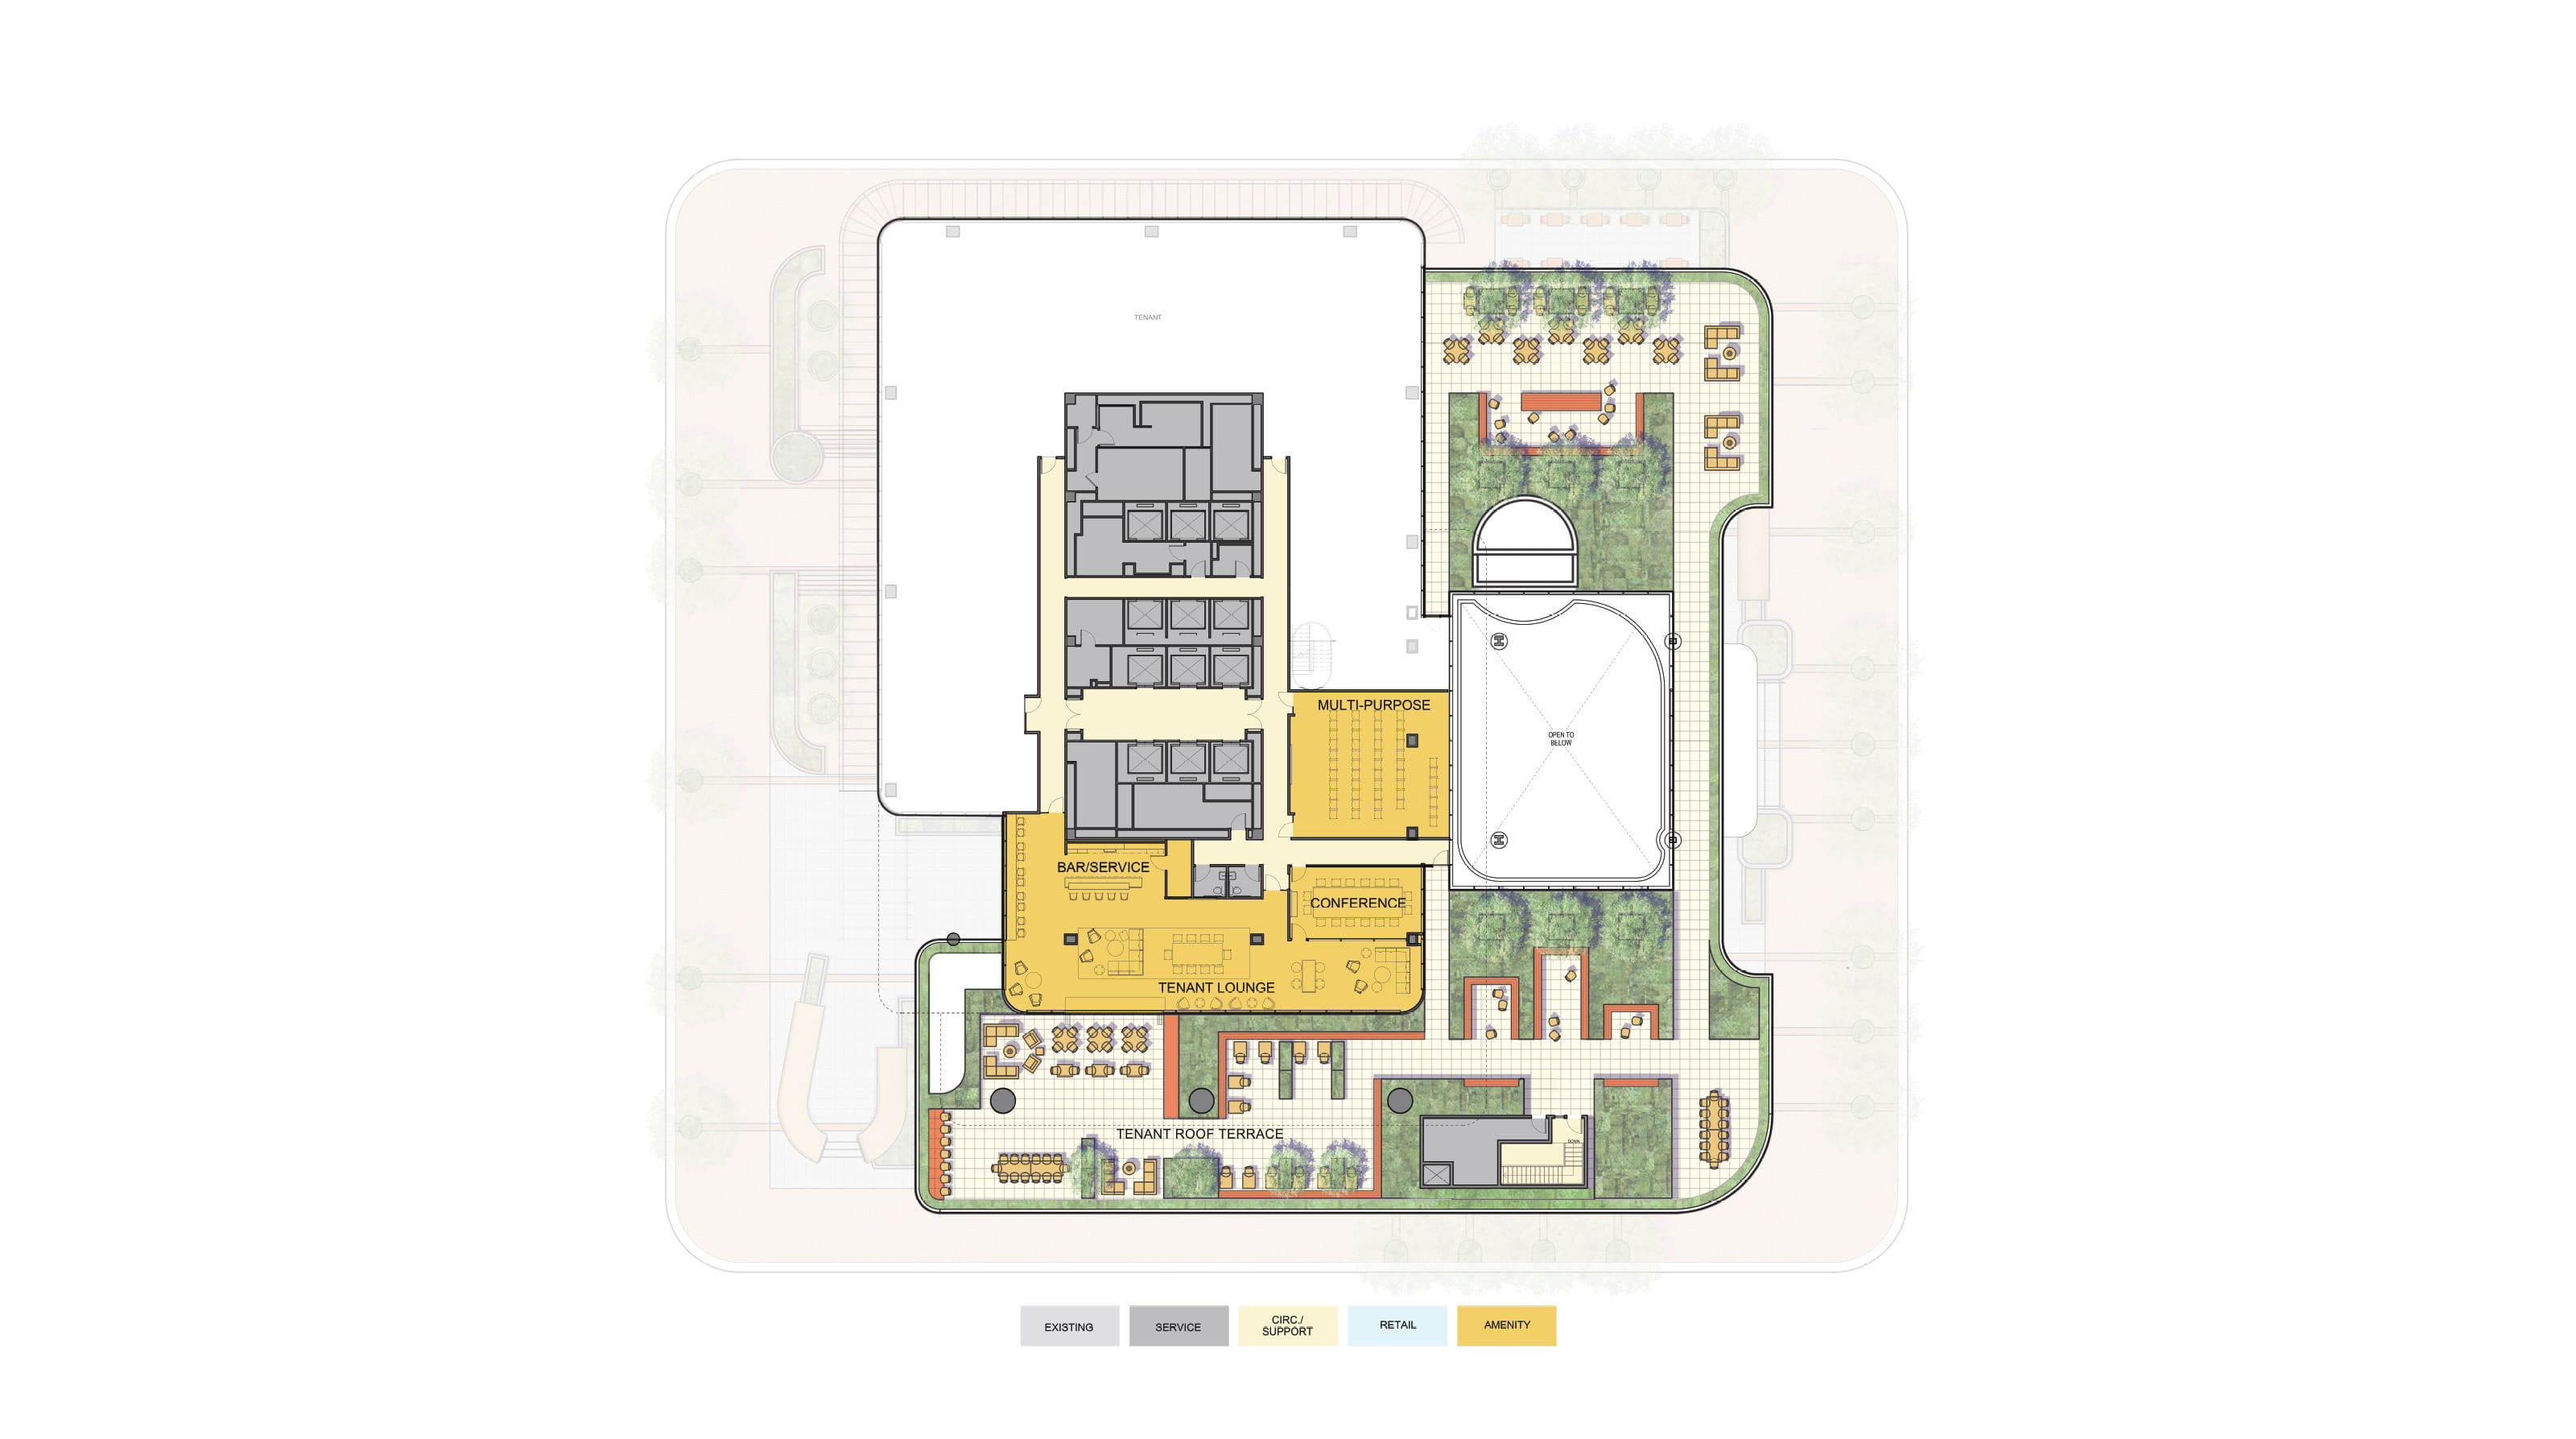 TENANT
MULTI-PURPOSE
OPEN TO
BELOW
BAR/SERVICE
CONFERENCE
TENANT LOUNGE
TENANT ROOF TERRACE
DOWN
EXISTING
SERVICE
CIRC./
SUPPORT
RETAIL
AMENITY